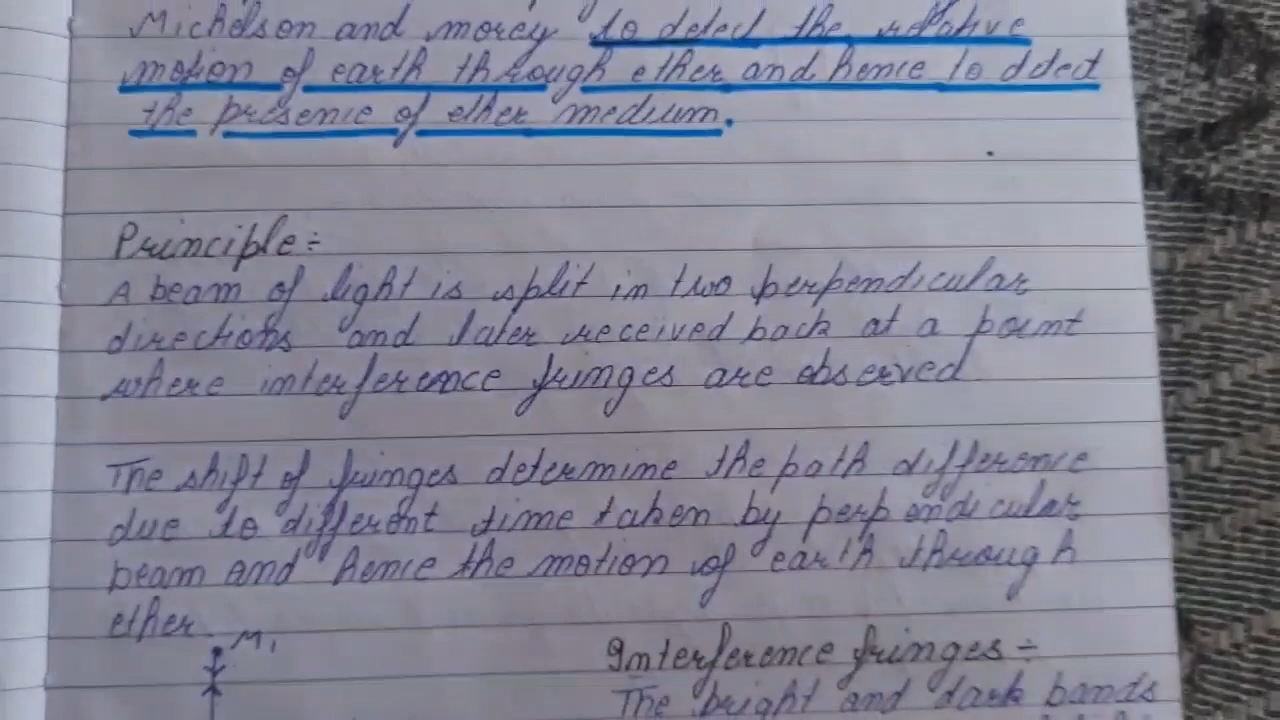 Michelson and morley to detect the relative
motion of earth through ether and hence to detect
the presence of ether medium.
Principle ÷
A beam of light is split in two perpendicular
directions and later received back at a point
where interference fringes are observed
The shift of fringes determine the path difference
due to different time taken by perpendicular
beam and hence the motion of earth through
ether
M1
Interference fringes ÷
The bright and dark bands